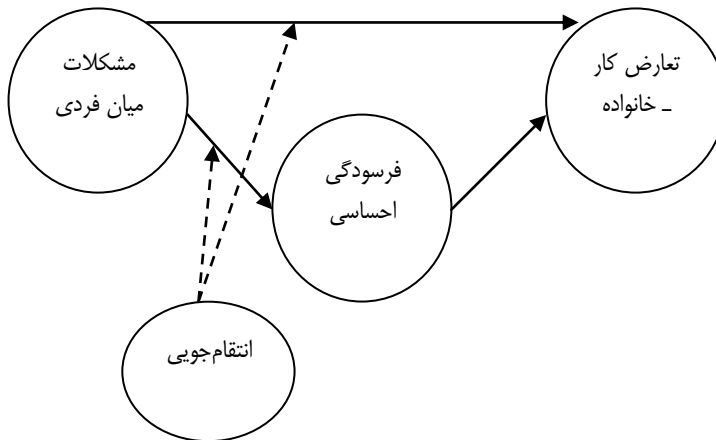 مشکلات
میان فردی
تعارض کار
ـ خانواده
فرسودگی
احساسی
انتقام‌جویی